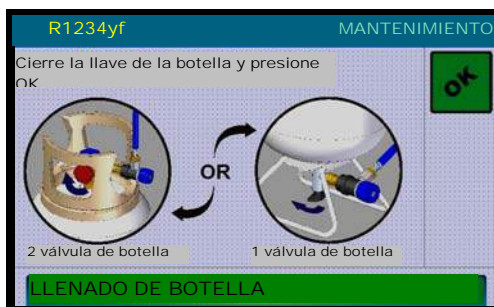 R1234yf
MANTENIMIENTO
Cierre la llave de la botella y presione
OK
OK
OR
2 válvula de botella
1 válvula de botella
LLENADO DE BOTELLA